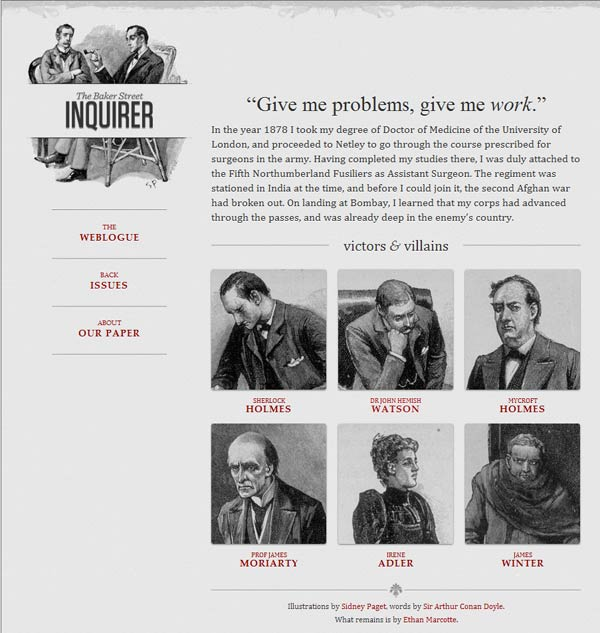 The Baker Street
INQUIRER
SP
THE
WEBLOGUE
BACK
ISSUES
ABOUT
OUR PAPER
“Give me problems, give me work.”
In the year 1878 I took my degree of Doctor of Medicine of the University of
London, and proceeded to Netley to go through the course prescribed for
surgeons in the army. Having completed my studies there, I was duly attached to
the Fifth Northumberland Fusiliers as Assistant Surgeon. The regiment was
stationed in India at the time, and before I could join it, the second Afghan war
had broken out. On landing at Bombay, I learned that my corps had advanced
through the passes, and was already deep in the enemy’s country.
victors & villains
SHERLOCK
HOLMES
DR JOHN HEMISH
WATSON
MYCROFT
HOLMES
PROF JAMES
MORIARTY
IRENE
ADLER
JAMES
WINTER
Illustrations by Sidney Paget, words by Sir Arthur Conan Doyle.
What remains is by Ethan Marcotte.